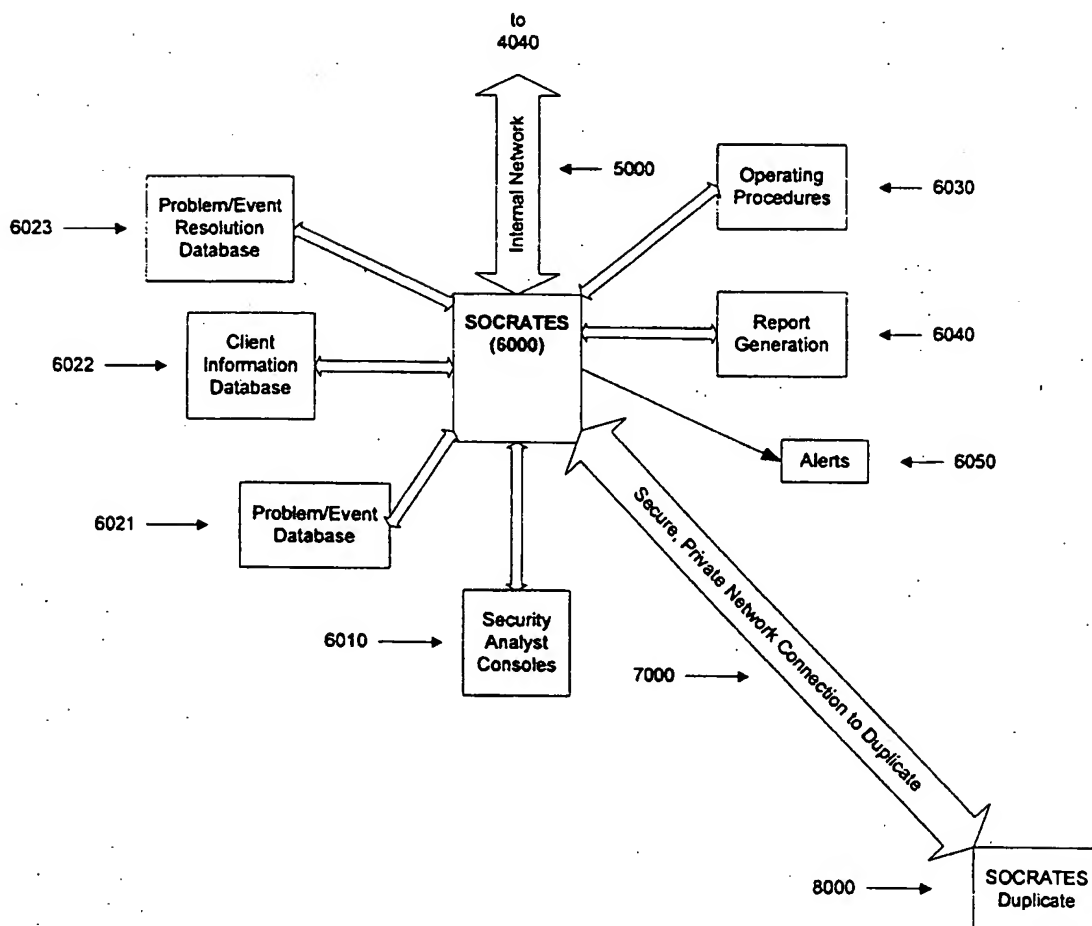 to
4040
Internal Network
5000
Operating
Procedures
6030
6023
Problem/Event
Resolution
Database
SOCRATES
(6000)
Report
Generation
6040
6022
Client
Information
Database
Alerts
6050
6021
Problem/Event
Database
6010
Security
Analyst
Consoles
7000
Secure, Private Network Connection to Duplicate
8000
SOCRATES
Duplicate